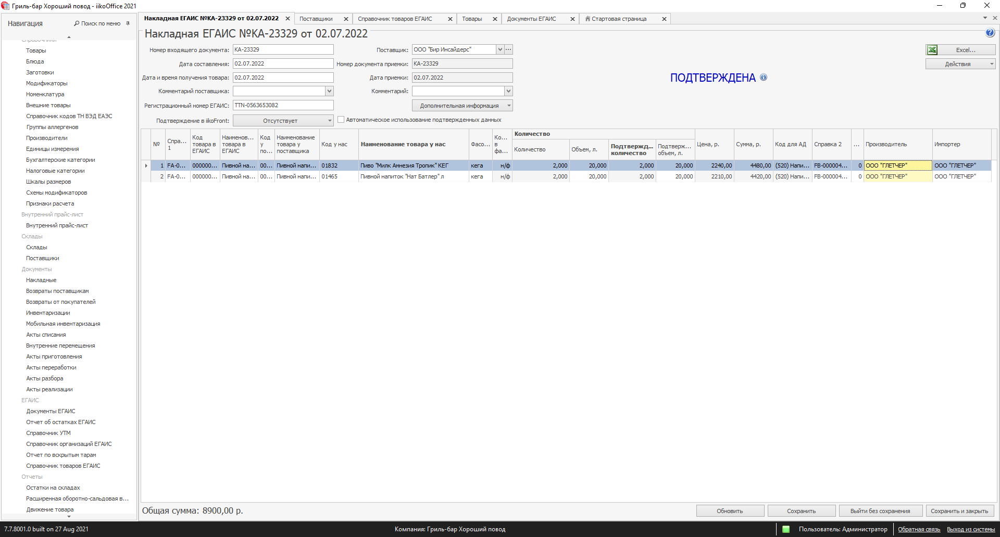 Гриль-бар Хороший повод - iikoOffice 2021
Навигация
Поиск по меню
Справочники
Товары
Блюда
Заготовки
Модификаторы
Номенклатура
Внешние товары
Справочник кодов ТН ВЭД ЕАЭС
Группы аллергенов
Производители
Единицы измерения
Бухгалтерские категории
Налоговые категории
Шкалы размеров
Схемы модификаторов
Признаки расчета
Внутренний прайс-лист
Внутренний прайс-лист
Склады
Склады
Поставщики
Документы
Накладные
Возвраты поставщикам
Возвраты от покупателей
Инвентаризации
Мобильная инвентаризация
Акты списания
Внутренние перемещения
Акты приготовления
Акты переработки
Акты разбора
Акты реализации
ЕГАИС
Документы ЕГАИС
Отчет об остатках ЕГАИС
Справочник УТМ
Справочник организаций ЕГАИС
Отчет по вскрытым тарам
Справочник товаров ЕГАИС
Отчеты
Остатки на складах
Расширенная оборотно-сальдовая в...
Движение товара
Накладная ЕГАИС №KA-23329 от 02.07.2022
Поставщики
Справочник товаров ЕГАИС
Товары
Документы ЕГАИС
Стартовая страница
Накладная ЕГАИС №KA-23329 от 02.07.2022
Номер входящего документа: KA-23329
Поставщик: ООО "Бир Инсайдерс"
Excel...
Дата составления: 02.07.2022
Номер документа приемки: KA-23329
Действия
Дата и время получения товара: 02.07.2022
Дата приемки: 02.07.2022
ПОДТВЕРЖДЕНА
Комментарий поставщика:
Комментарий:
Регистрационный номер ЕГАИС: TTN-0563653082
Дополнительная информация
Подтверждение в iikoFront: Отсутствует
Автоматическое использование подтвержденных данных
№
Спра... 1
Код товара в ЕГАИС
Наименов... товара в ЕГАИС
Код у по...
Наименование товара у поставщика
Код у нас
Наименование товара у нас
Фасо...
Ко... в фа...
Количество
Количество
Объем, л.
Подтвержд... количество
Подтверж... объем, л.
Цена, р.
Сумма, р.
Код для АД
Справка 2
...
Производитель
Импортер
1 FA-0... 000000... Пивной на... 00... Пивной напи... 01832 Пиво "Милк Амнезия Тропик" КЕГ кега н/ф 2,000 20,000 2,000 20,000 2240,00 4480,00 (520) Напи... FB-000004... 0 ООО "ГЛЕТЧЕР" ООО "ГЛЕТЧЕР"
2 FA-0... 000000... Пивной на... 00... Пивной напи... 01465 Пивной напиток "Нат Батлер" л кега н/ф 2,000 20,000 2,000 20,000 2210,00 4420,00 (520) Напи... FB-000004... 0 ООО "ГЛЕТЧЕР" ООО "ГЛЕТЧЕР"
Общая сумма: 8900,00 р.
Обновить
Сохранить
Выйти без сохранения
Сохранить и закрыть
7.7.8001.0 built on 27 Aug 2021
Компания: Гриль-бар Хороший повод
Пользователь: Администратор
Обратная связь
Выход из системы